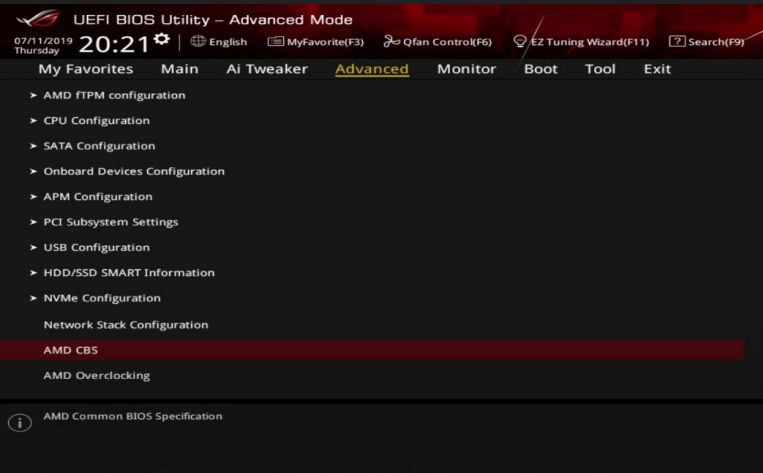 UEFI BIOS Utility – Advanced Mode
07/11/2019 Thursday 20:21 English MyFavorite(F3) Qfan Control(F6) EZ Tuning Wizard(F11) ? Search(F9)
My Favorites Main Ai Tweaker Advanced Monitor Boot Tool Exit
> AMD fTPM configuration
> CPU Configuration
> SATA Configuration
> Onboard Devices Configuration
> APM Configuration
> PCI Subsystem Settings
> USB Configuration
> HDD/SSD SMART Information
> NVMe Configuration
Network Stack Configuration
AMD CBS
AMD Overclocking
i AMD Common BIOS Specification